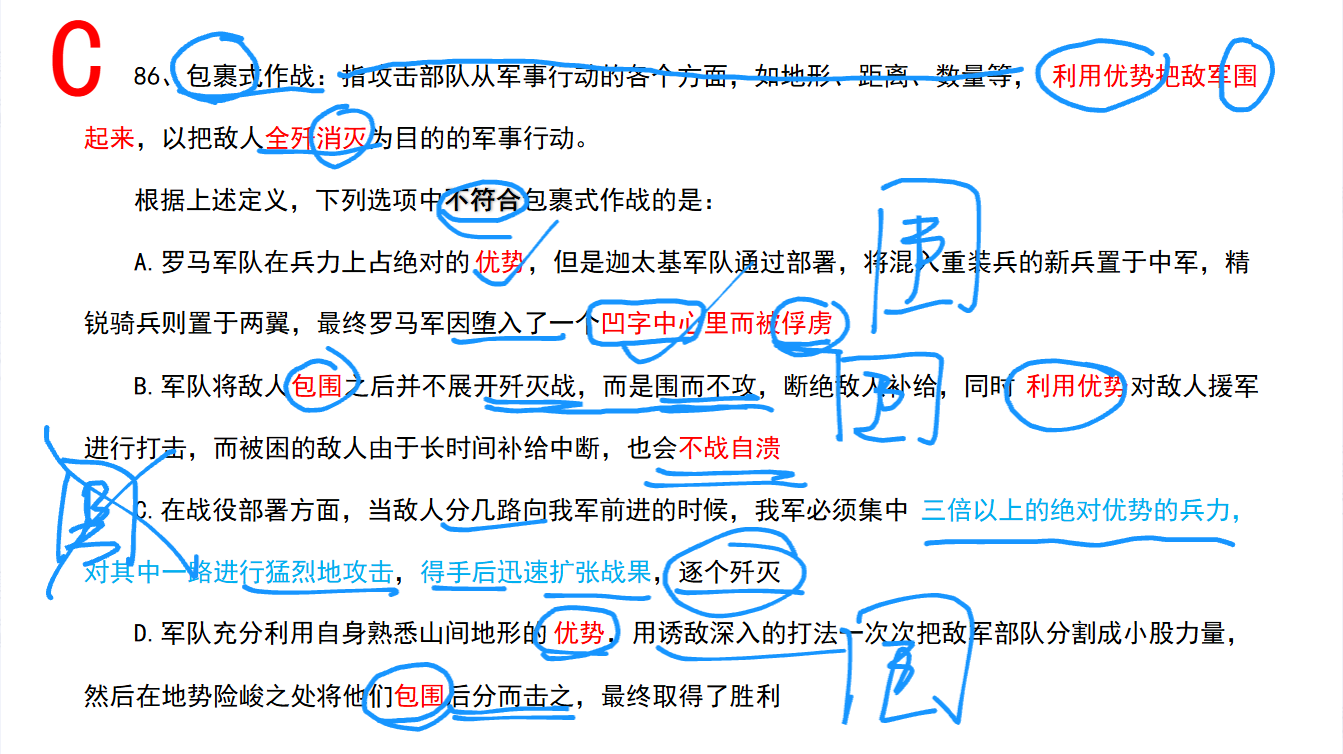 C
86、包裹式作战：指攻击部队从军事行动的各个方面，如地形、距离、数量等，利用优势把敌军围
起来，以把敌人全歼消灭为目的的军事行动。
根据上述定义，下列选项中不符合包裹式作战的是：
A.罗马军队在兵力上占绝对的优势，但是迦太基军队通过部署，将混入重装兵的新兵置于中军，精
锐骑兵则置于两翼，最终罗马军因堕入了一个凹字中心里而被俘虏
B.军队将敌人包围之后并不展开歼灭战，而是围而不攻，断绝敌人补给，同时利用优势对敌人援军
进行打击，而被困的敌人由于长时间补给中断，也会不战自溃
C.在战役部署方面，当敌人分几路向我军前进的时候，我军必须集中三倍以上的绝对优势的兵力，
对其中一路进行猛烈地攻击，得手后迅速扩张战果，逐个歼灭
D.军队充分利用自身熟悉山间地形的优势，用诱敌深入的打法一次次把敌军部队分割成小股力量，
然后在地势险峻之处将他们包围后分而击之，最终取得了胜利